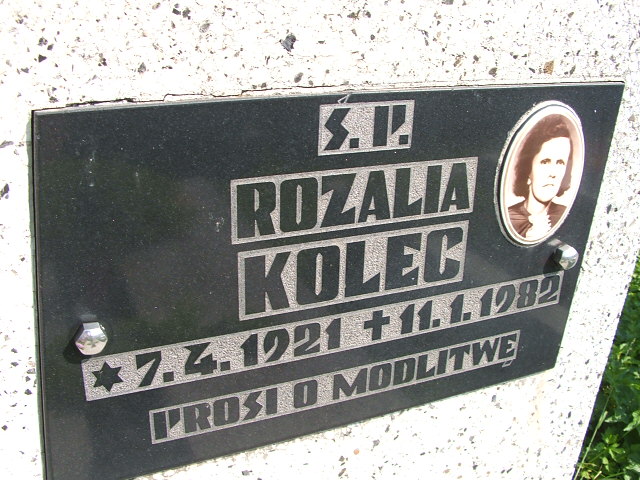 Ś. P.
ROZALIA
KOLEC
* 7. 4. 1921 † 11. 1. 1982
PROSI O MODLITWĘ